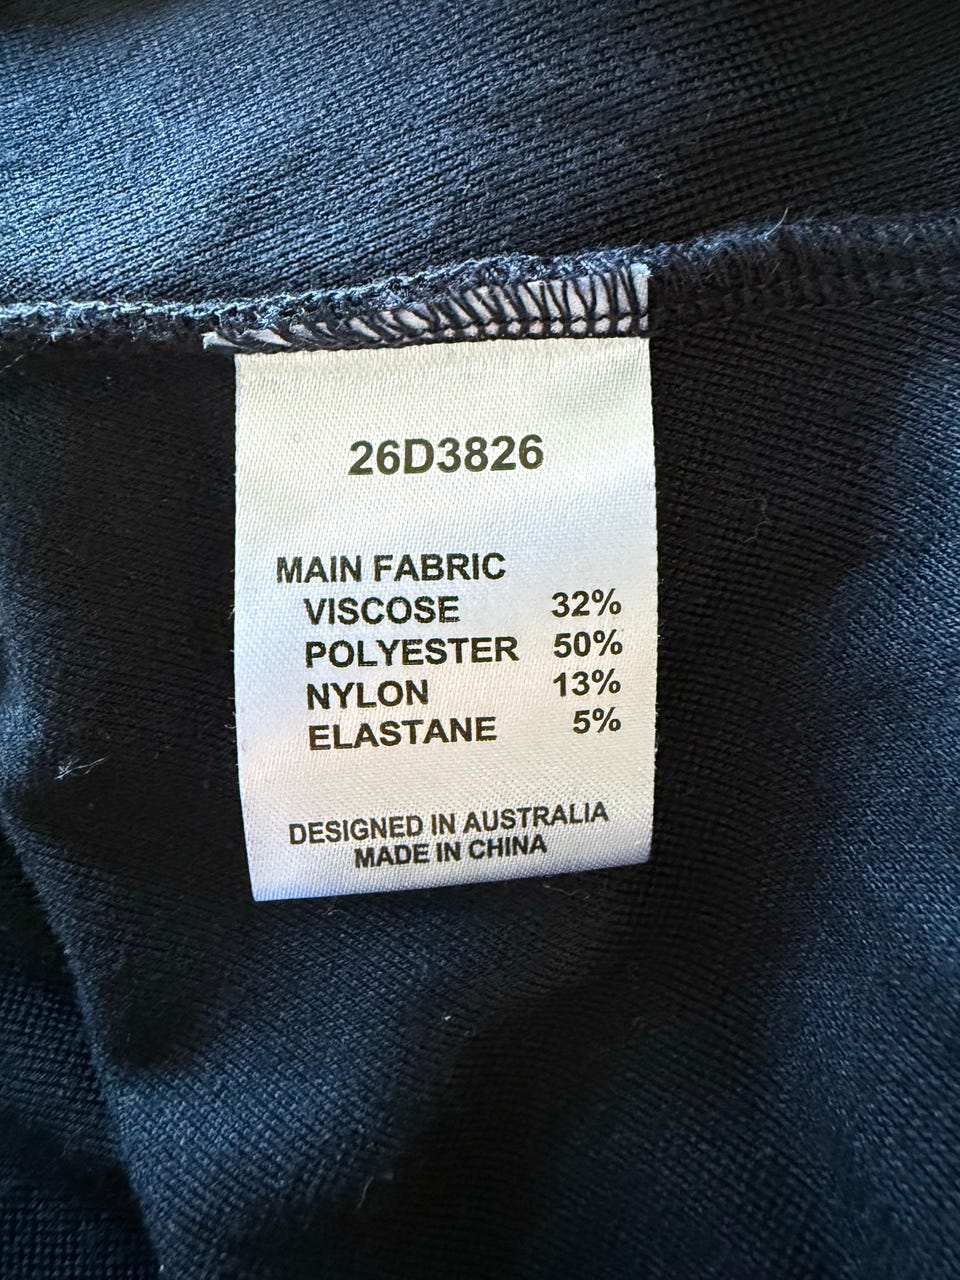 26D3826
MAIN FABRIC
VISCOSE 32%
POLYESTER 50%
NYLON 13%
ELASTANE 5%
DESIGNED IN AUSTRALIA
MADE IN CHINA